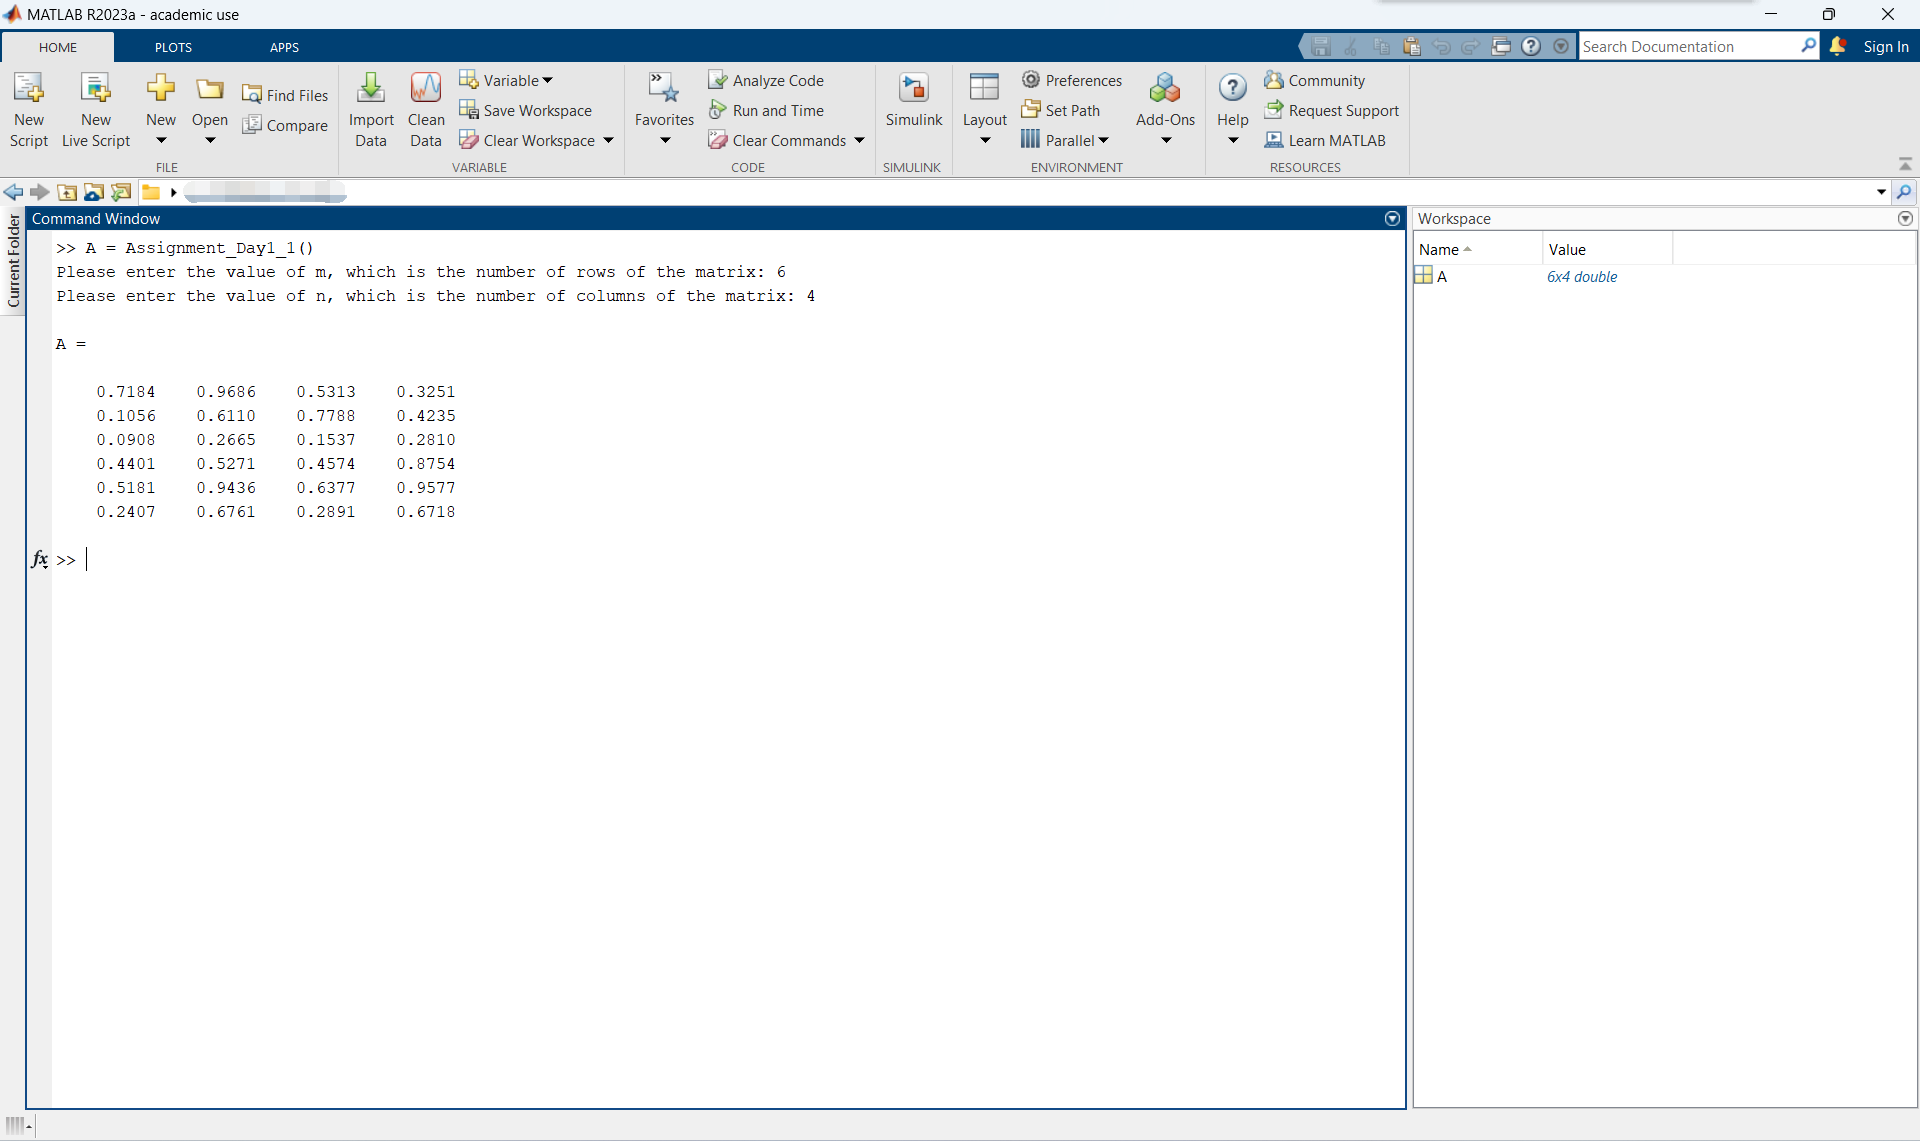 MATLAB R2023a - academic use
HOME PLOTS APPS
Search Documentation
Sign In
New Script
New Live Script
New
Open
Find Files
Compare
FILE
Import Data
Clean Data
Variable
Save Workspace
Clear Workspace
VARIABLE
Favorites
Analyze Code
Run and Time
Clear Commands
CODE
Simulink
SIMULINK
Layout
Preferences
Set Path
Parallel
Add-Ons
ENVIRONMENT
Help
Community
Request Support
Learn MATLAB
RESOURCES
Current Folder
Command Window
>> A = Assignment_Day1_1()
Please enter the value of m, which is the number of rows of the matrix: 6
Please enter the value of n, which is the number of columns of the matrix: 4
A =
0.7184 0.9686 0.5313 0.3251
0.1056 0.6110 0.7788 0.4235
0.0908 0.2665 0.1537 0.2810
0.4401 0.5271 0.4574 0.8754
0.5181 0.9436 0.6377 0.9577
0.2407 0.6761 0.2891 0.6718
fx >>
Workspace
Name Value
A 6x4 double